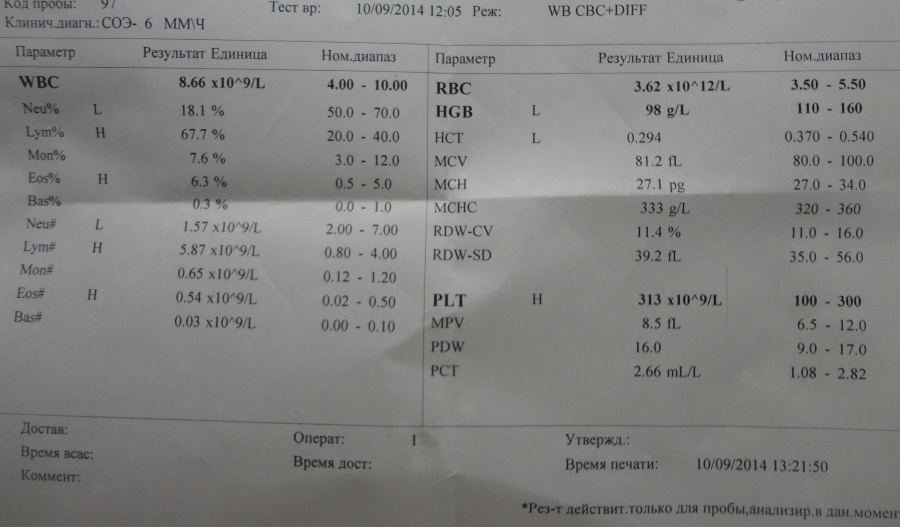 Код пробы: 97
Тест вр: 10/09/2014 12:05 Реж: WB CBC+DIFF
Клинич.диагн.: СОЭ- 6 ММ\Ч
Параметр Результат Единица Ном.диапаз
WBC 8.66 x10^9/L 4.00 - 10.00
Neu% L 18.1 % 50.0 - 70.0
Lym% H 67.7 % 20.0 - 40.0
Mon% 7.6 % 3.0 - 12.0
Eos% H 6.3 % 0.5 - 5.0
Bas% 0.3 % 0.0 - 1.0
Neu# L 1.57 x10^9/L 2.00 - 7.00
Lym# H 5.87 x10^9/L 0.80 - 4.00
Mon# 0.65 x10^9/L 0.12 - 1.20
Eos# H 0.54 x10^9/L 0.02 - 0.50
Bas# 0.03 x10^9/L 0.00 - 0.10
Параметр Результат Единица Ном.диапаз
RBC 3.62 x10^12/L 3.50 - 5.50
HGB L 98 g/L 110 - 160
HCT L 0.294 0.370 - 0.540
MCV 81.2 fL 80.0 - 100.0
MCH 27.1 pg 27.0 - 34.0
MCHC 333 g/L 320 - 360
RDW-CV 11.4 % 11.0 - 16.0
RDW-SD 39.2 fL 35.0 - 56.0
PLT H 313 x10^9/L 100 - 300
MPV 8.5 fL 6.5 - 12.0
PDW 16.0 9.0 - 17.0
PCT 2.66 mL/L 1.08 - 2.82
Достав: Операт: 1 Утвержд.:
Время всас: Время дост: Время печати: 10/09/2014 13:21:50
Коммент:
*Рез-т действит.только для пробы,анализир.в дан.момен